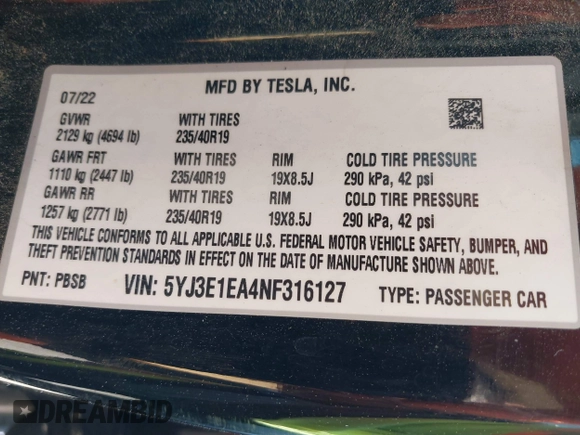 MFD BY TESLA, INC.
07/22
GVWR WITH TIRES
2129 kg (4694 lb) 235/40R19
GAWR FRT WITH TIRES RIM COLD TIRE PRESSURE
1110 kg (2447 lb) 235/40R19 19X8.5J 290 kPa, 42 psi
GAWR RR WITH TIRES RIM COLD TIRE PRESSURE
1257 kg (2771 lb) 235/40R19 19X8.5J 290 kPa, 42 psi
THIS VEHICLE CONFORMS TO ALL APPLICABLE U.S. FEDERAL MOTOR VEHICLE SAFETY, BUMPER, AND
THEFT PREVENTION STANDARDS IN EFFECT ON THE DATE OF MANUFACTURE SHOWN ABOVE.
PNT: PBSB VIN: 5YJ3E1EA4NF316127 TYPE: PASSENGER CAR
DREAMBID